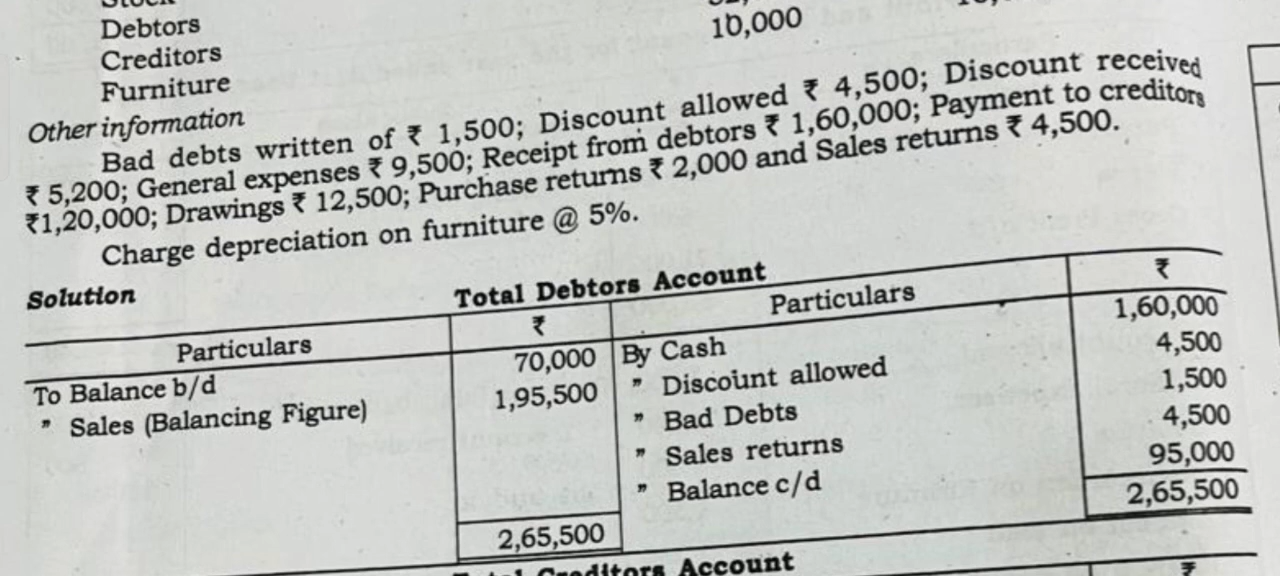 Debtors
Creditors 10,000
Furniture
Other information
Bad debts written of ₹ 1,500; Discount allowed ₹ 4,500; Discount received
₹ 5,200; General expenses ₹ 9,500; Receipt from debtors ₹ 1,60,000; Payment to creditors
₹1,20,000; Drawings ₹ 12,500; Purchase returns ₹ 2,000 and Sales returns ₹ 4,500.
Charge depreciation on furniture @ 5%.
Solution Total Debtors Account
Particulars ₹ Particulars ₹
To Balance b/d 70,000 By Cash 1,60,000
" Sales (Balancing Figure) 1,95,500 " Discount allowed 4,500
" Bad Debts 1,500
" Sales returns 4,500
" Balance c/d 95,000
2,65,500 2,65,500
Creditors Account ₹